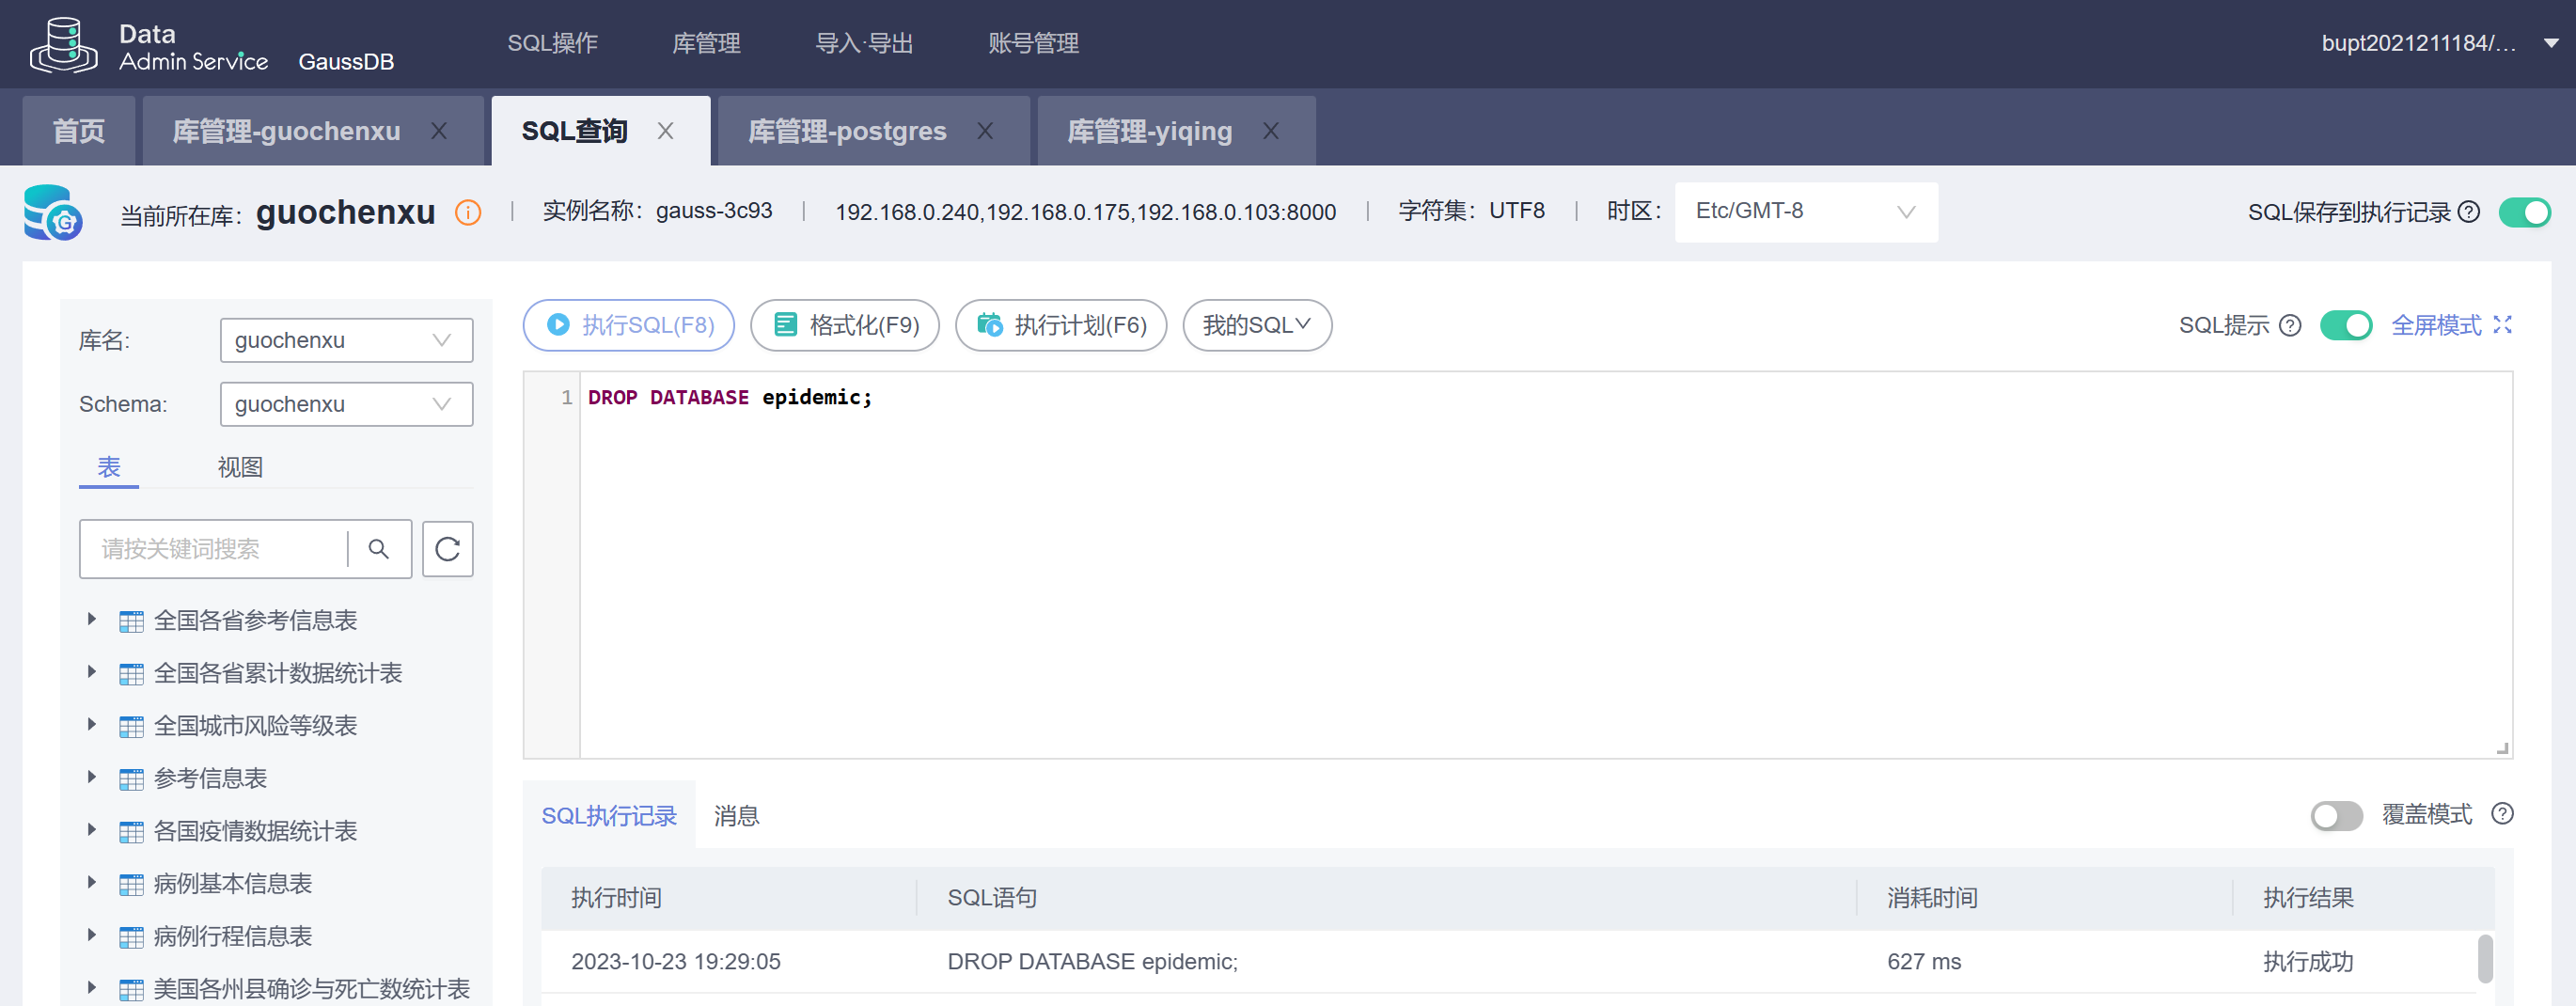 Data
Admin Service GaussDB SQL操作 库管理 导入·导出 账号管理 bupt2021211184/...
首页 库管理-guochenxu SQL查询 库管理-postgres 库管理-yiqing
当前所在库: guochenxu 实例名称: gauss-3c93 192.168.0.240,192.168.0.175,192.168.0.103:8000 字符集: UTF8 时区: Etc/GMT-8 SQL保存到执行记录
库名: guochenxu
Schema: guochenxu
表 视图
请按关键词搜索
全国各省参考信息表
全国各省累计数据统计表
全国城市风险等级表
参考信息表
各国疫情数据统计表
病例基本信息表
病例行程信息表
美国各州县确诊与死亡数统计表
执行SQL(F8) 格式化(F9) 执行计划(F6) 我的SQL SQL提示 全屏模式
1 DROP DATABASE epidemic;
SQL执行记录 消息 覆盖模式
执行时间 SQL语句 消耗时间 执行结果
2023-10-23 19:29:05 DROP DATABASE epidemic; 627 ms 执行成功